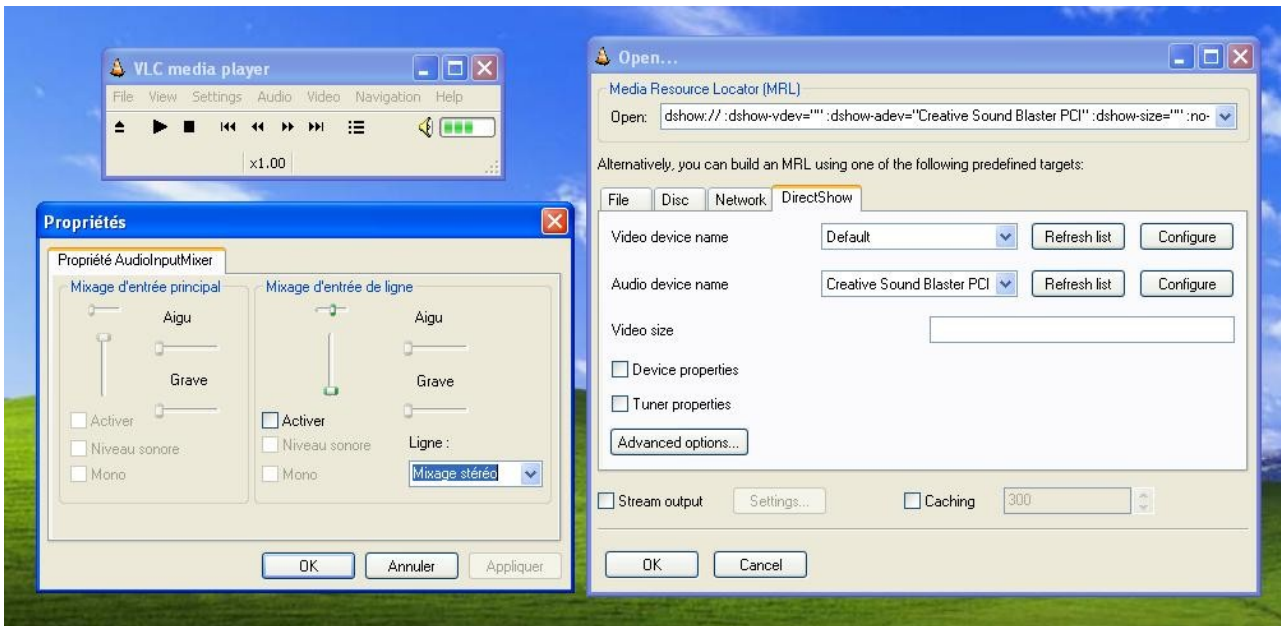 VLC media player
File View Settings Audio Video Navigation Help
x1.00
Propriétés
Propriété AudioInputMixer
Mixage d'entrée principal
Aigu
Grave
Activer
Niveau sonore
Mono
Mixage d'entrée de ligne
Aigu
Grave
Activer
Niveau sonore
Ligne :
Mono
Mixage stéréo
OK Annuler Appliquer
Open...
Media Resource Locator (MRL)
Open: dshow:// :dshow-vdev="" :dshow-adev="Creative Sound Blaster PCI" :dshow-size="" :no-
Alternatively, you can build an MRL using one of the following predefined targets:
File Disc Network DirectShow
Video device name Default Refresh list Configure
Audio device name Creative Sound Blaster PCI Refresh list Configure
Video size
Device properties
Tuner properties
Advanced options...
Stream output Settings... Caching 300
OK Cancel